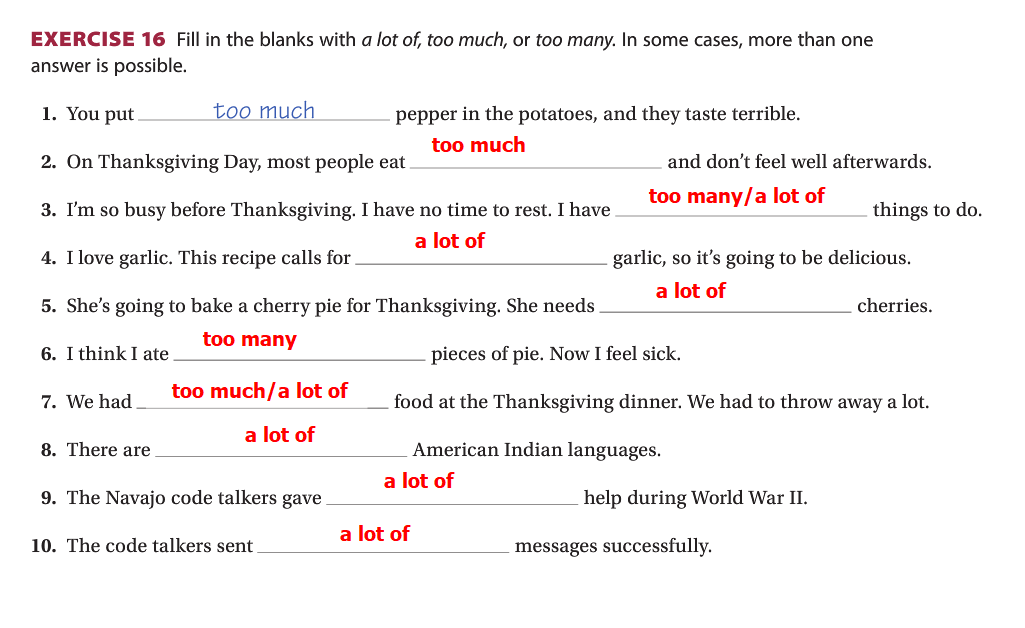 EXERCISE 16 Fill in the blanks with a lot of, too much, or too many. In some cases, more than one
answer is possible.
1. You put too much pepper in the potatoes, and they taste terrible.
2. On Thanksgiving Day, most people eat too much and don't feel well afterwards.
3. I'm so busy before Thanksgiving. I have no time to rest. I have too many/a lot of things to do.
4. I love garlic. This recipe calls for a lot of garlic, so it's going to be delicious.
5. She's going to bake a cherry pie for Thanksgiving. She needs a lot of cherries.
6. I think I ate too many pieces of pie. Now I feel sick.
7. We had too much/a lot of food at the Thanksgiving dinner. We had to throw away a lot.
8. There are a lot of American Indian languages.
9. The Navajo code talkers gave a lot of help during World War II.
10. The code talkers sent a lot of messages successfully.